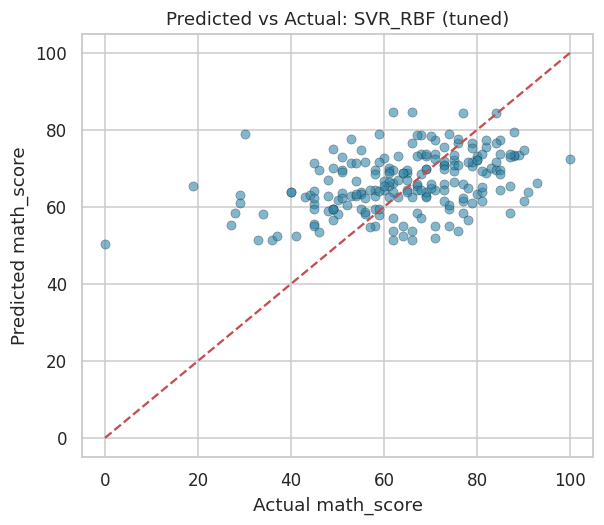 Predicted vs Actual: SVR_RBF (tuned)
100
80
60
40
20
0
Predicted math_score
0 20 40 60 80 100
Actual math_score